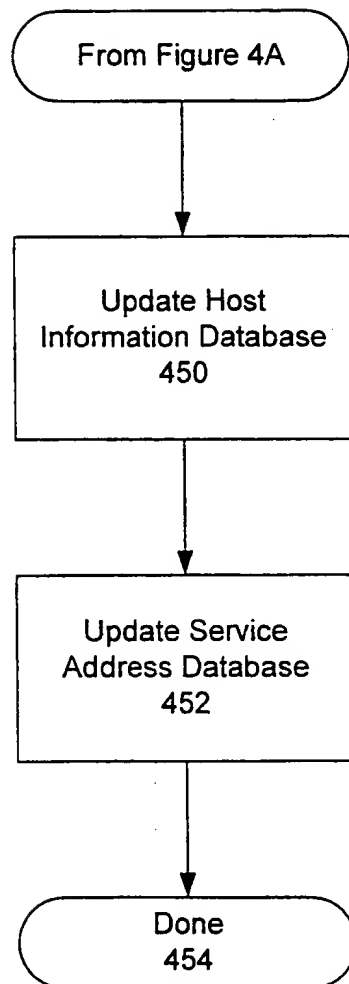 From Figure 4A
Update Host
Information Database
450
Update Service
Address Database
452
Done
454